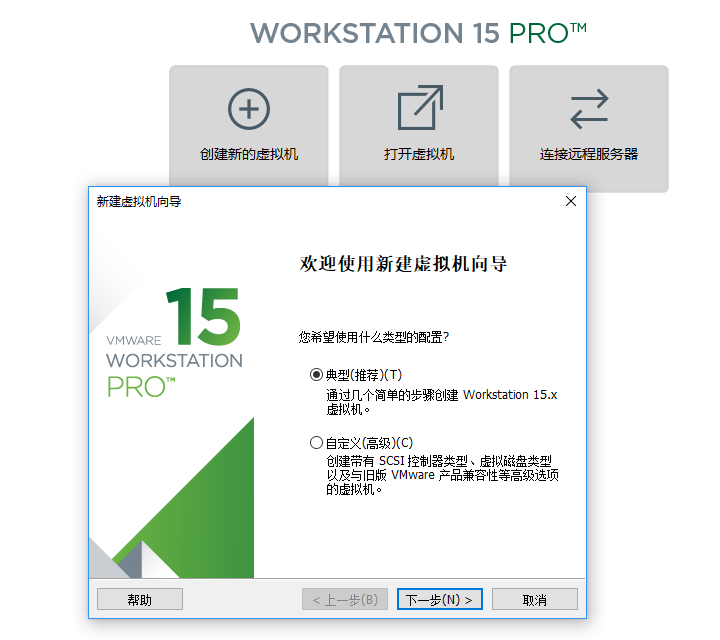 WORKSTATION 15 PRO™
创建新的虚拟机
打开虚拟机
连接远程服务器
新建虚拟机向导
欢迎使用新建虚拟机向导
15
VMWARE
WORKSTATION
PRO™
您希望使用什么类型的配置?
典型(推荐)(T)
通过几个简单的步骤创建 Workstation 15.x
虚拟机。
自定义(高级)(C)
创建带有 SCSI 控制器类型、虚拟磁盘类型
以及与旧版 VMware 产品兼容性等高级选项
的虚拟机。
帮助
< 上一步(B)
下一步(N) >
取消